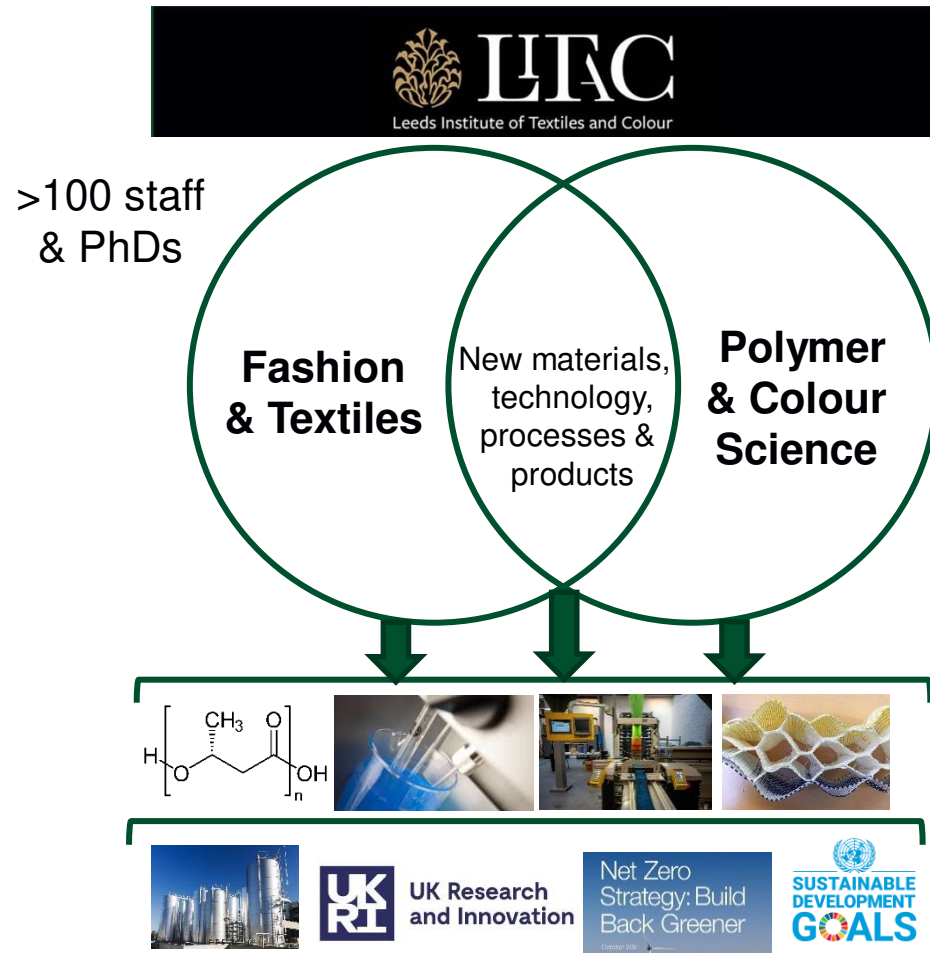 LITAC
Leeds Institute of Textiles and Colour
>100 staff
& PhDs
Fashion
& Textiles
New materials,
technology,
processes &
products
Polymer
& Colour
Science
CH₃
O
H
O
OH
n
UK
RI
UK Research
and Innovation
Net Zero
Strategy: Build
Back Greener
SUSTAINABLE
DEVELOPMENT
GOALS